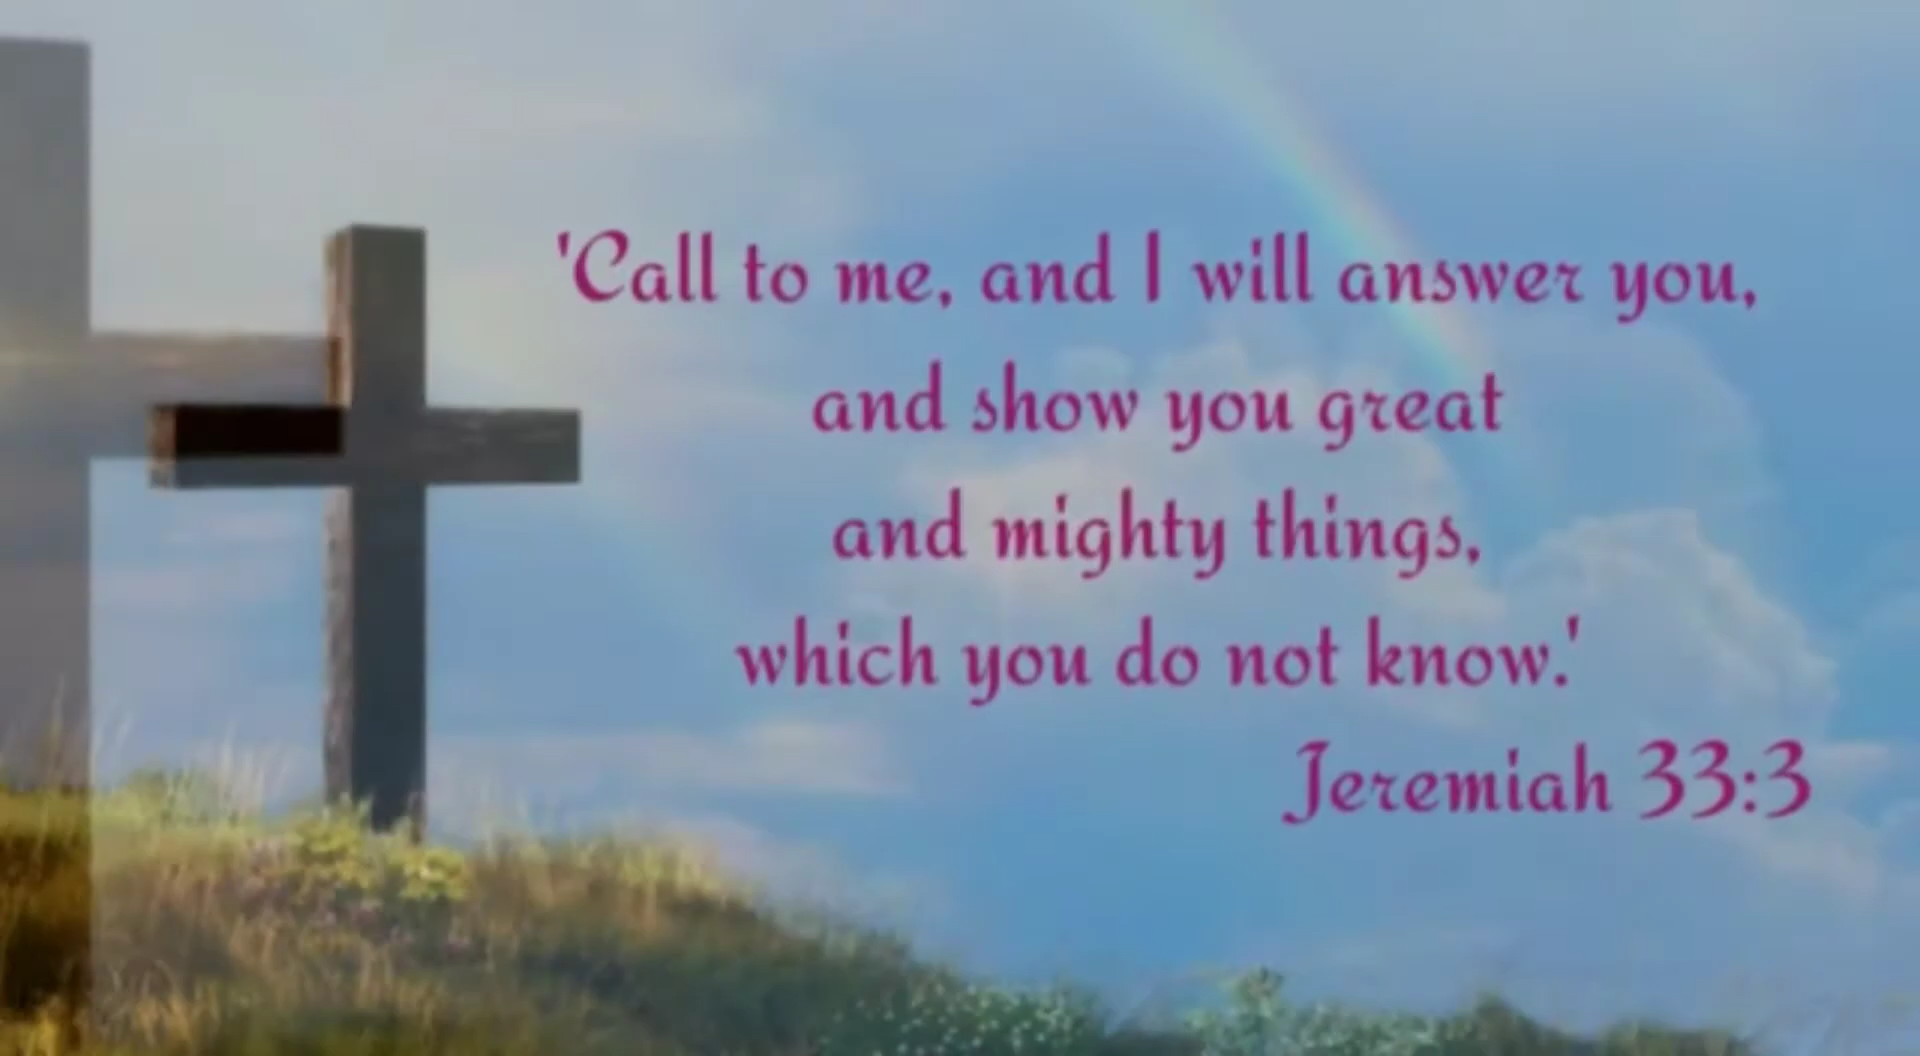 'Call to me, and I will answer you,
and show you great
and mighty things,
which you do not know.'
Jeremiah 33:3